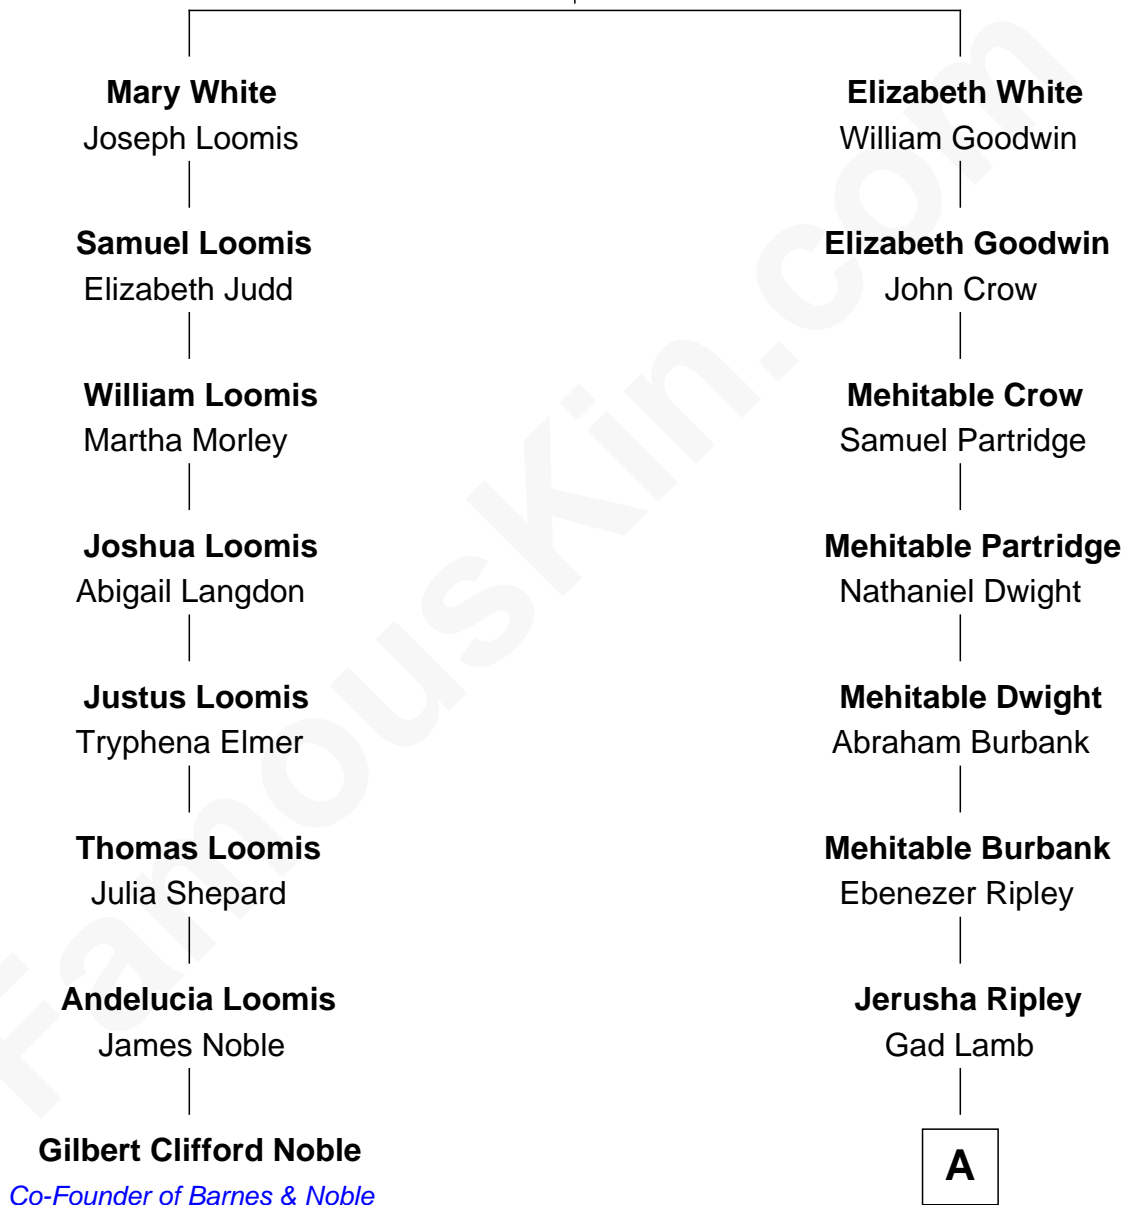 Mary White
Joseph Loomis
Samuel Loomis
Elizabeth Judd
William Loomis
Martha Morley
Joshua Loomis
Abigail Langdon
Justus Loomis
Tryphena Elmer
Thomas Loomis
Julia Shepard
Andelucia Loomis
James Noble
Gilbert Clifford Noble
Co-Founder of Barnes & Noble
Elizabeth White
William Goodwin
Elizabeth Goodwin
John Crow
Mehitable Crow
Samuel Partridge
Mehitable Partridge
Nathaniel Dwight
Mehitable Dwight
Abraham Burbank
Mehitable Burbank
Ebenezer Ripley
Jerusha Ripley
Gad Lamb
A
FamousKin.com